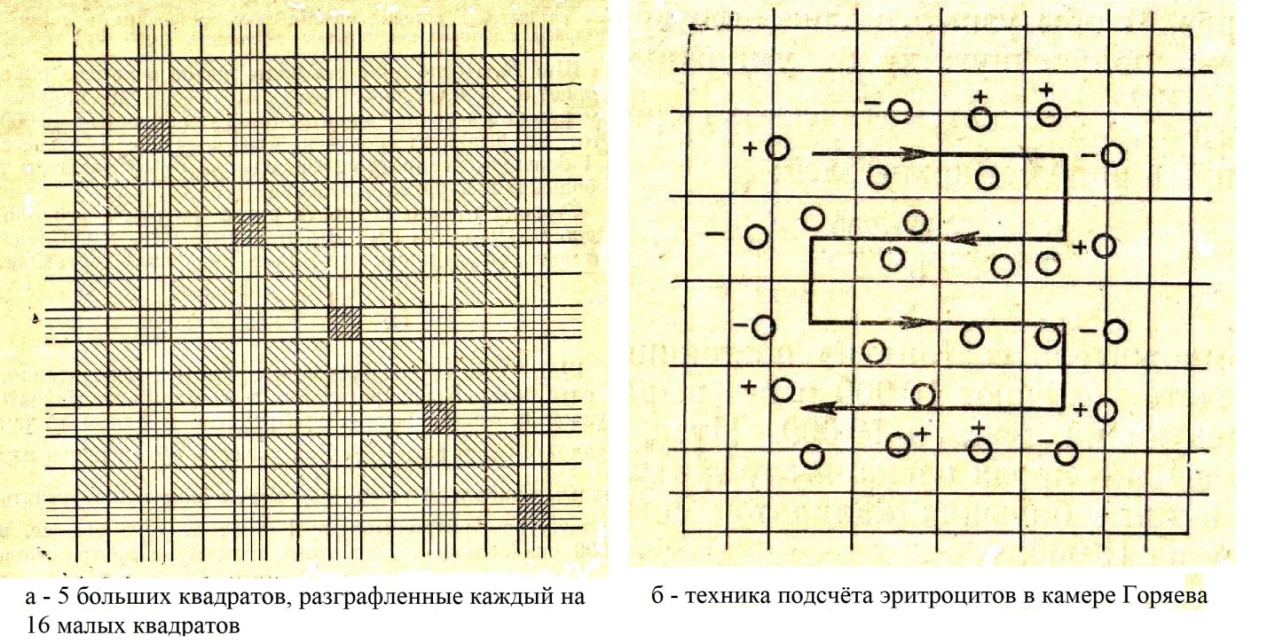 а - 5 больших квадратов, разграфленные каждый на
16 малых квадратов
б - техника подсчёта эритроцитов в камере Горяева